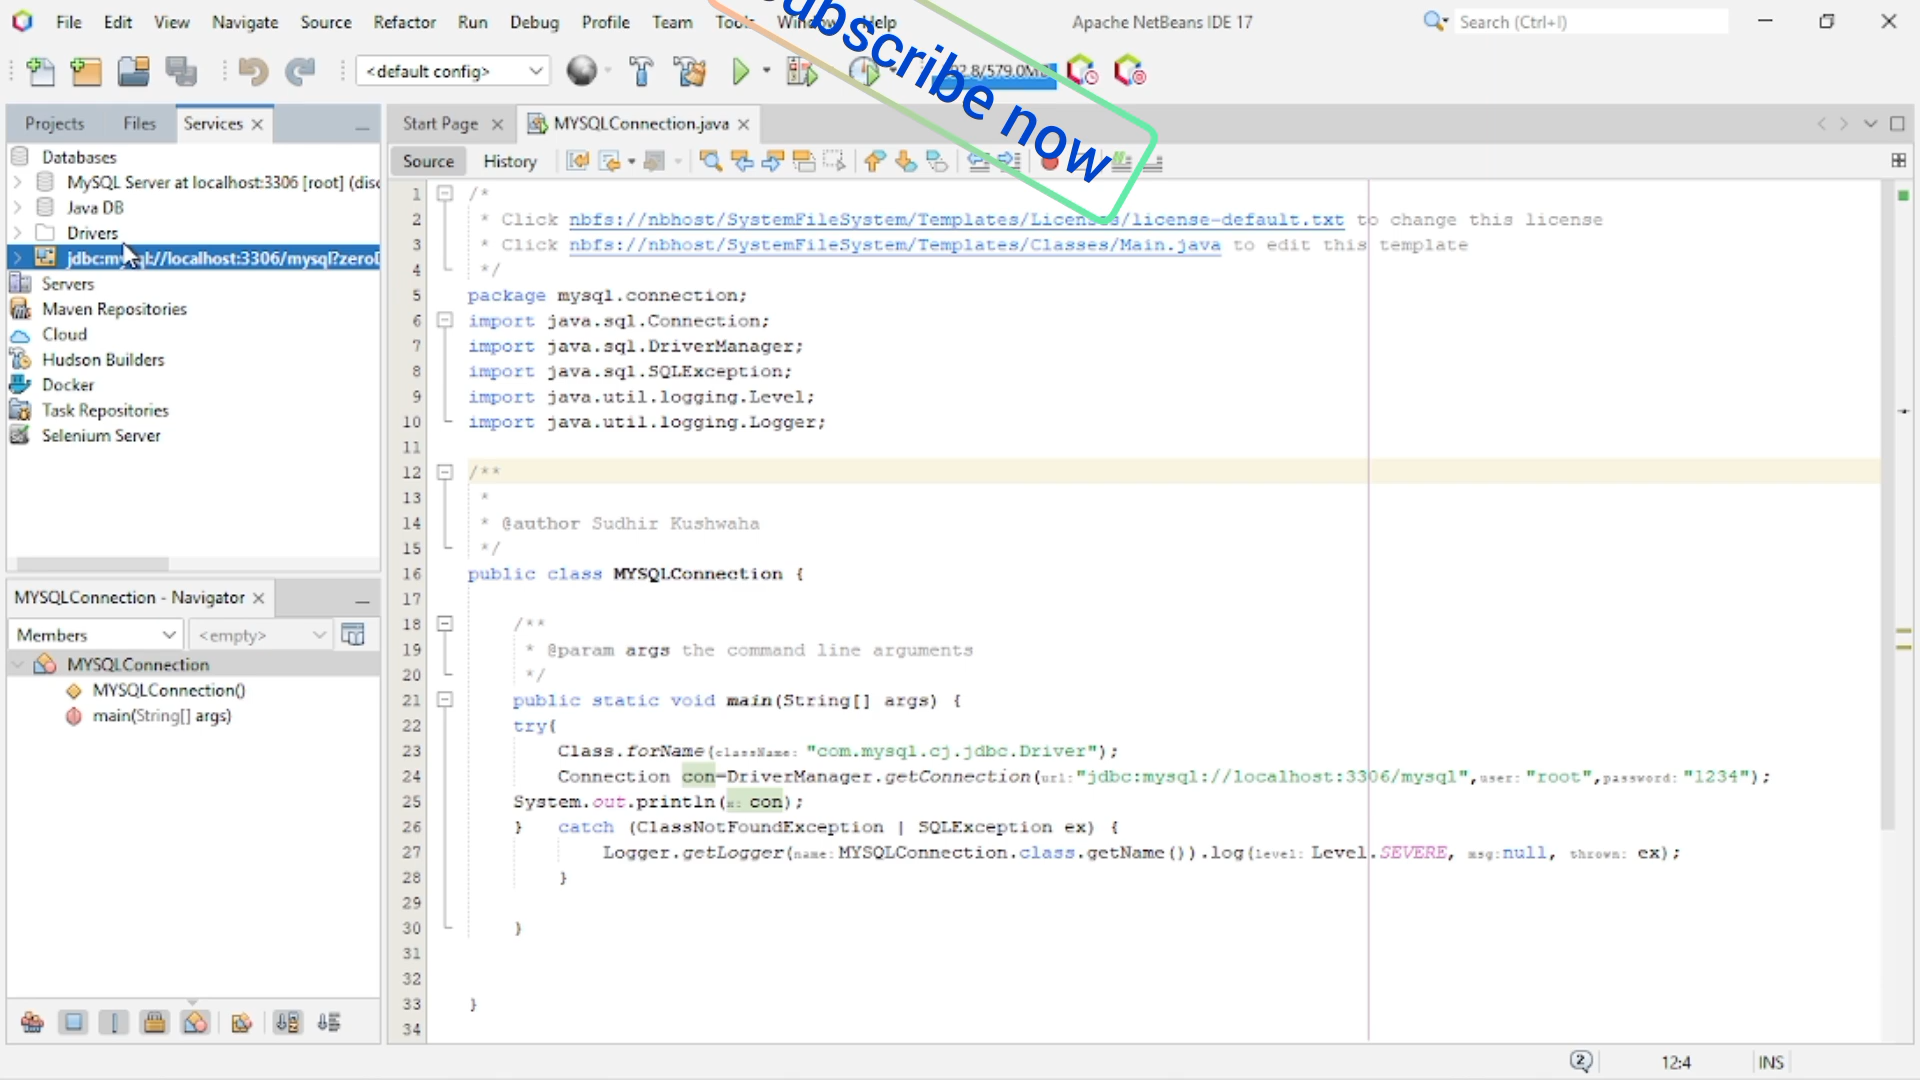 File Edit View Navigate Source Refactor Run Debug Profile Team Tools Window Help
Apache NetBeans IDE 17
Search (Ctrl+I)
<default config>
Subscribe now
Projects Files Services
Databases
MySQL Server at localhost:3306 [root] (disc
Java DB
Drivers
jdbc:mysql://localhost:3306/mysql?zeroD
Servers
Maven Repositories
Cloud
Hudson Builders
Docker
Task Repositories
Selenium Server
MYSQLConnection - Navigator
Members <empty>
MYSQLConnection
MYSQLConnection()
main(String[] args)
Start Page MYSQLConnection.java
Source History
1 /*
2 * Click nbfs://nbhost/SystemFileSystem/Templates/Licenses/license-default.txt to change this license
3 * Click nbfs://nbhost/SystemFileSystem/Templates/Classes/Main.java to edit this template
4 */
5 package mysql.connection;
6 import java.sql.Connection;
7 import java.sql.DriverManager;
8 import java.sql.SQLException;
9 import java.util.logging.Level;
10 import java.util.logging.Logger;
11
12 /**
13 *
14 * @author Sudhir Kushwaha
15 */
16 public class MYSQLConnection {
17
18 /**
19 * @param args the command line arguments
20 */
21 public static void main(String[] args) {
22 try{
23 Class.forName(className: "com.mysql.cj.jdbc.Driver");
24 Connection con=DriverManager.getConnection(url:"jdbc:mysql://localhost:3306/mysql",user:"root",password:"1234");
25 System.out.println(x: con);
26 } catch (ClassNotFoundException | SQLException ex) {
27 Logger.getLogger(name:MYSQLConnection.class.getName()).log(level: Level.SEVERE, msg:null, thrown: ex);
28 }
29
30 }
31
32
33 }
34
2 12:4 INS